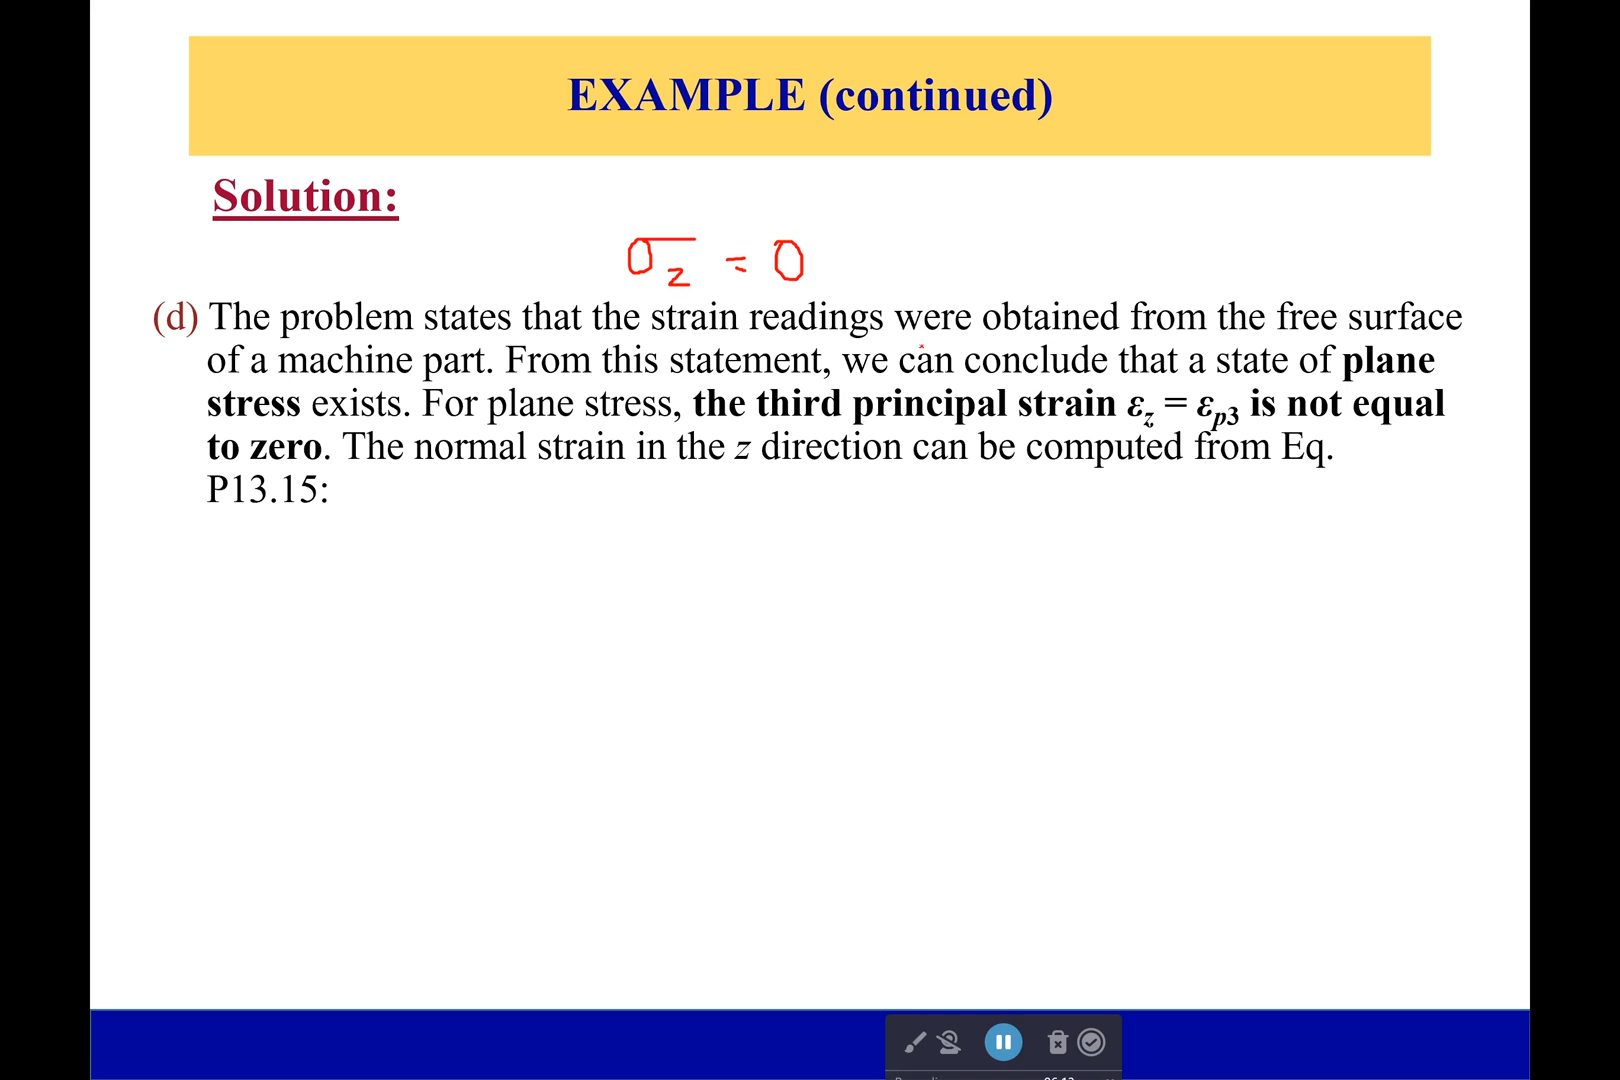 EXAMPLE (continued)
Solution:
σz = 0
(d) The problem states that the strain readings were obtained from the free surface
of a machine part. From this statement, we can conclude that a state of plane
stress exists. For plane stress, the third principal strain εz = εp3 is not equal
to zero. The normal strain in the z direction can be computed from Eq.
P13.15: